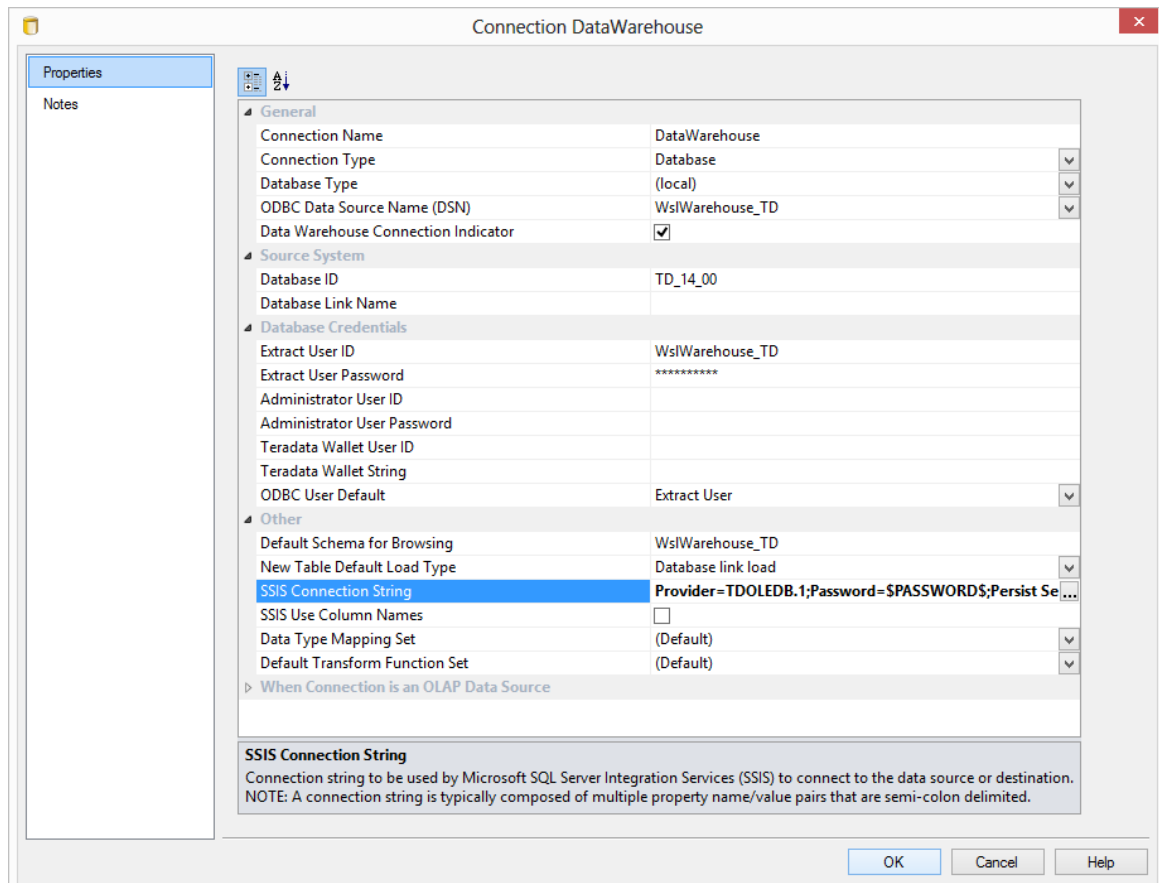 Connection DataWarehouse
Properties
Notes
General
Connection Name DataWarehouse
Connection Type Database
Database Type (local)
ODBC Data Source Name (DSN) WslWarehouse_TD
Data Warehouse Connection Indicator
Source System
Database ID TD_14_00
Database Link Name
Database Credentials
Extract User ID WslWarehouse_TD
Extract User Password **********
Administrator User ID
Administrator User Password
Teradata Wallet User ID
Teradata Wallet String
ODBC User Default Extract User
Other
Default Schema for Browsing WslWarehouse_TD
New Table Default Load Type Database link load
SSIS Connection String Provider=TDOLEDB.1;Password=$PASSWORD$;Persist Se ...
SSIS Use Column Names
Data Type Mapping Set (Default)
Default Transform Function Set (Default)
When Connection is an OLAP Data Source
SSIS Connection String
Connection string to be used by Microsoft SQL Server Integration Services (SSIS) to connect to the data source or destination.
NOTE: A connection string is typically composed of multiple property name/value pairs that are semi-colon delimited.
OK Cancel Help